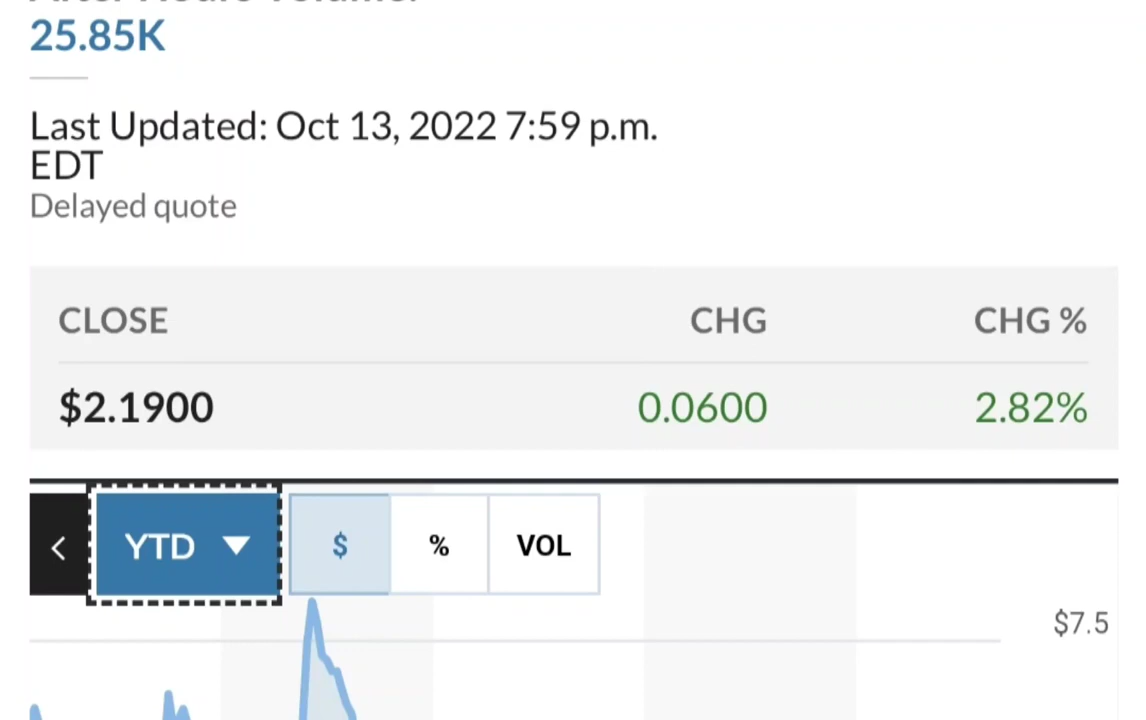 25.85K
Last Updated: Oct 13, 2022 7:59 p.m.
EDT
Delayed quote
CLOSE CHG CHG %
$2.1900 0.0600 2.82%
YTD $ % VOL
$7.5